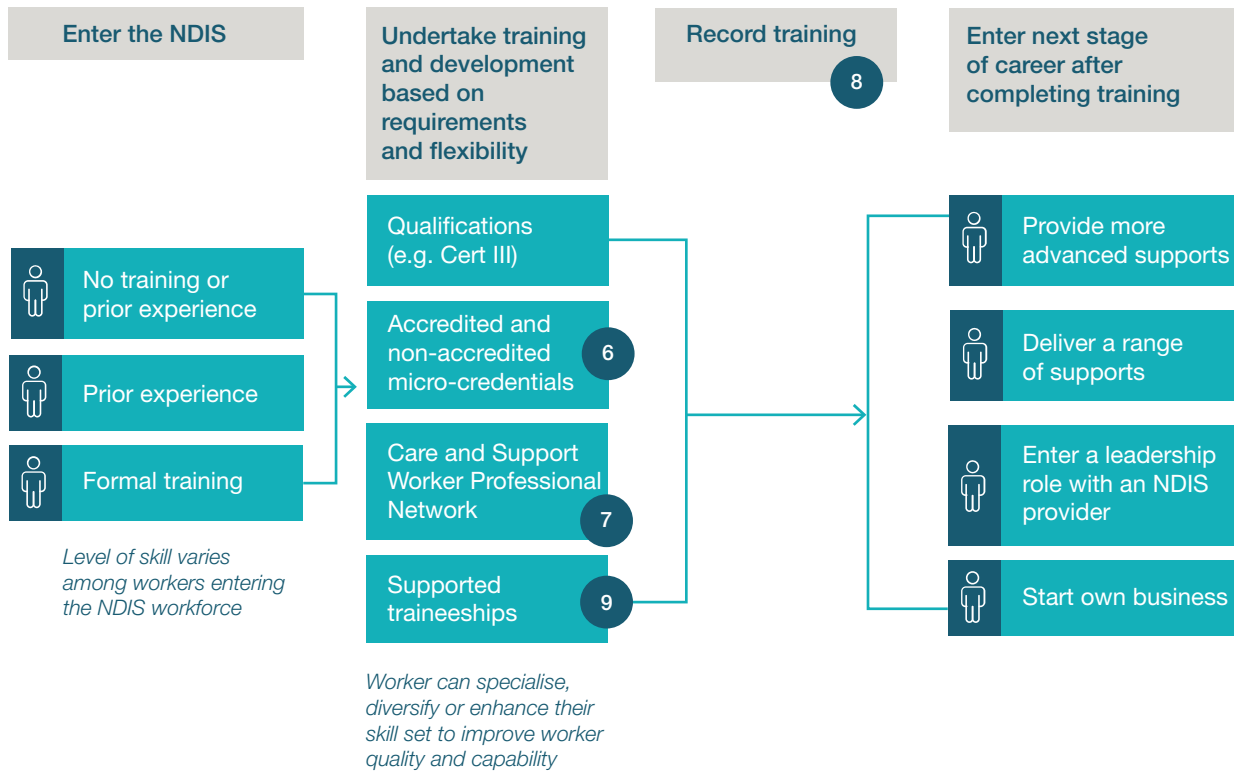 Enter the NDIS
Undertake training
and development
based on
requirements
and flexibility
Record training
8
Enter next stage
of career after
completing training
No training or
prior experience
Prior experience
Formal training
Level of skill varies
among workers entering
the NDIS workforce
Qualifications
(e.g. Cert III)
Accredited and
non-accredited
micro-credentials
6
Care and Support
Worker Professional
Network
7
Supported
traineeships
9
Worker can specialise,
diversify or enhance their
skill set to improve worker
quality and capability
Provide more
advanced supports
Deliver a range
of supports
Enter a leadership
role with an NDIS
provider
Start own business